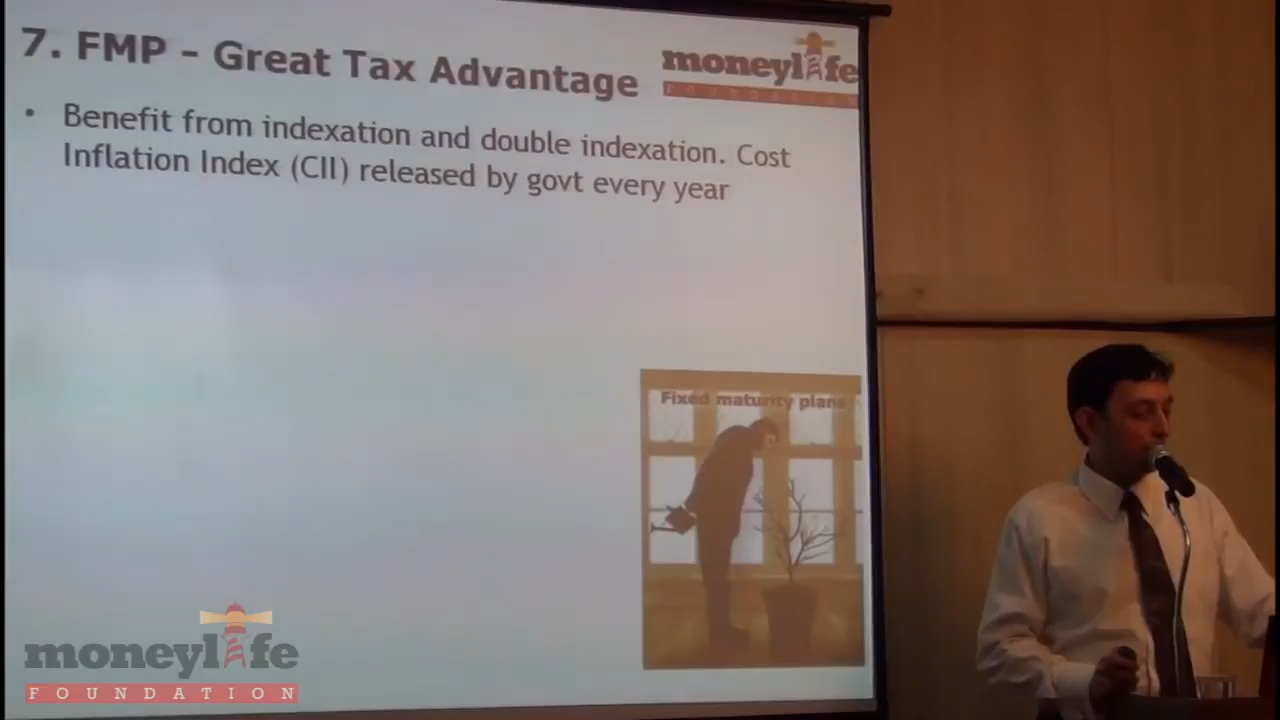 7. FMP - Great Tax Advantage
moneylife
FOUNDATION
• Benefit from indexation and double indexation. Cost
Inflation Index (CII) released by govt every year
Fixed maturity plans
moneylife
FOUNDATION